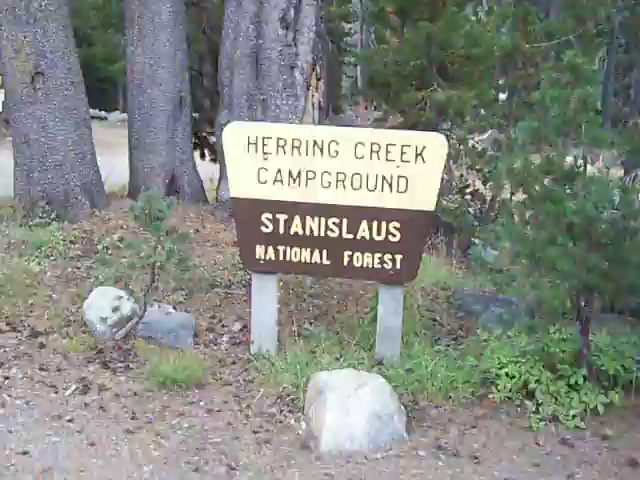 HERRING CREEK
CAMPGROUND
STANISLAUS
NATIONAL FOREST